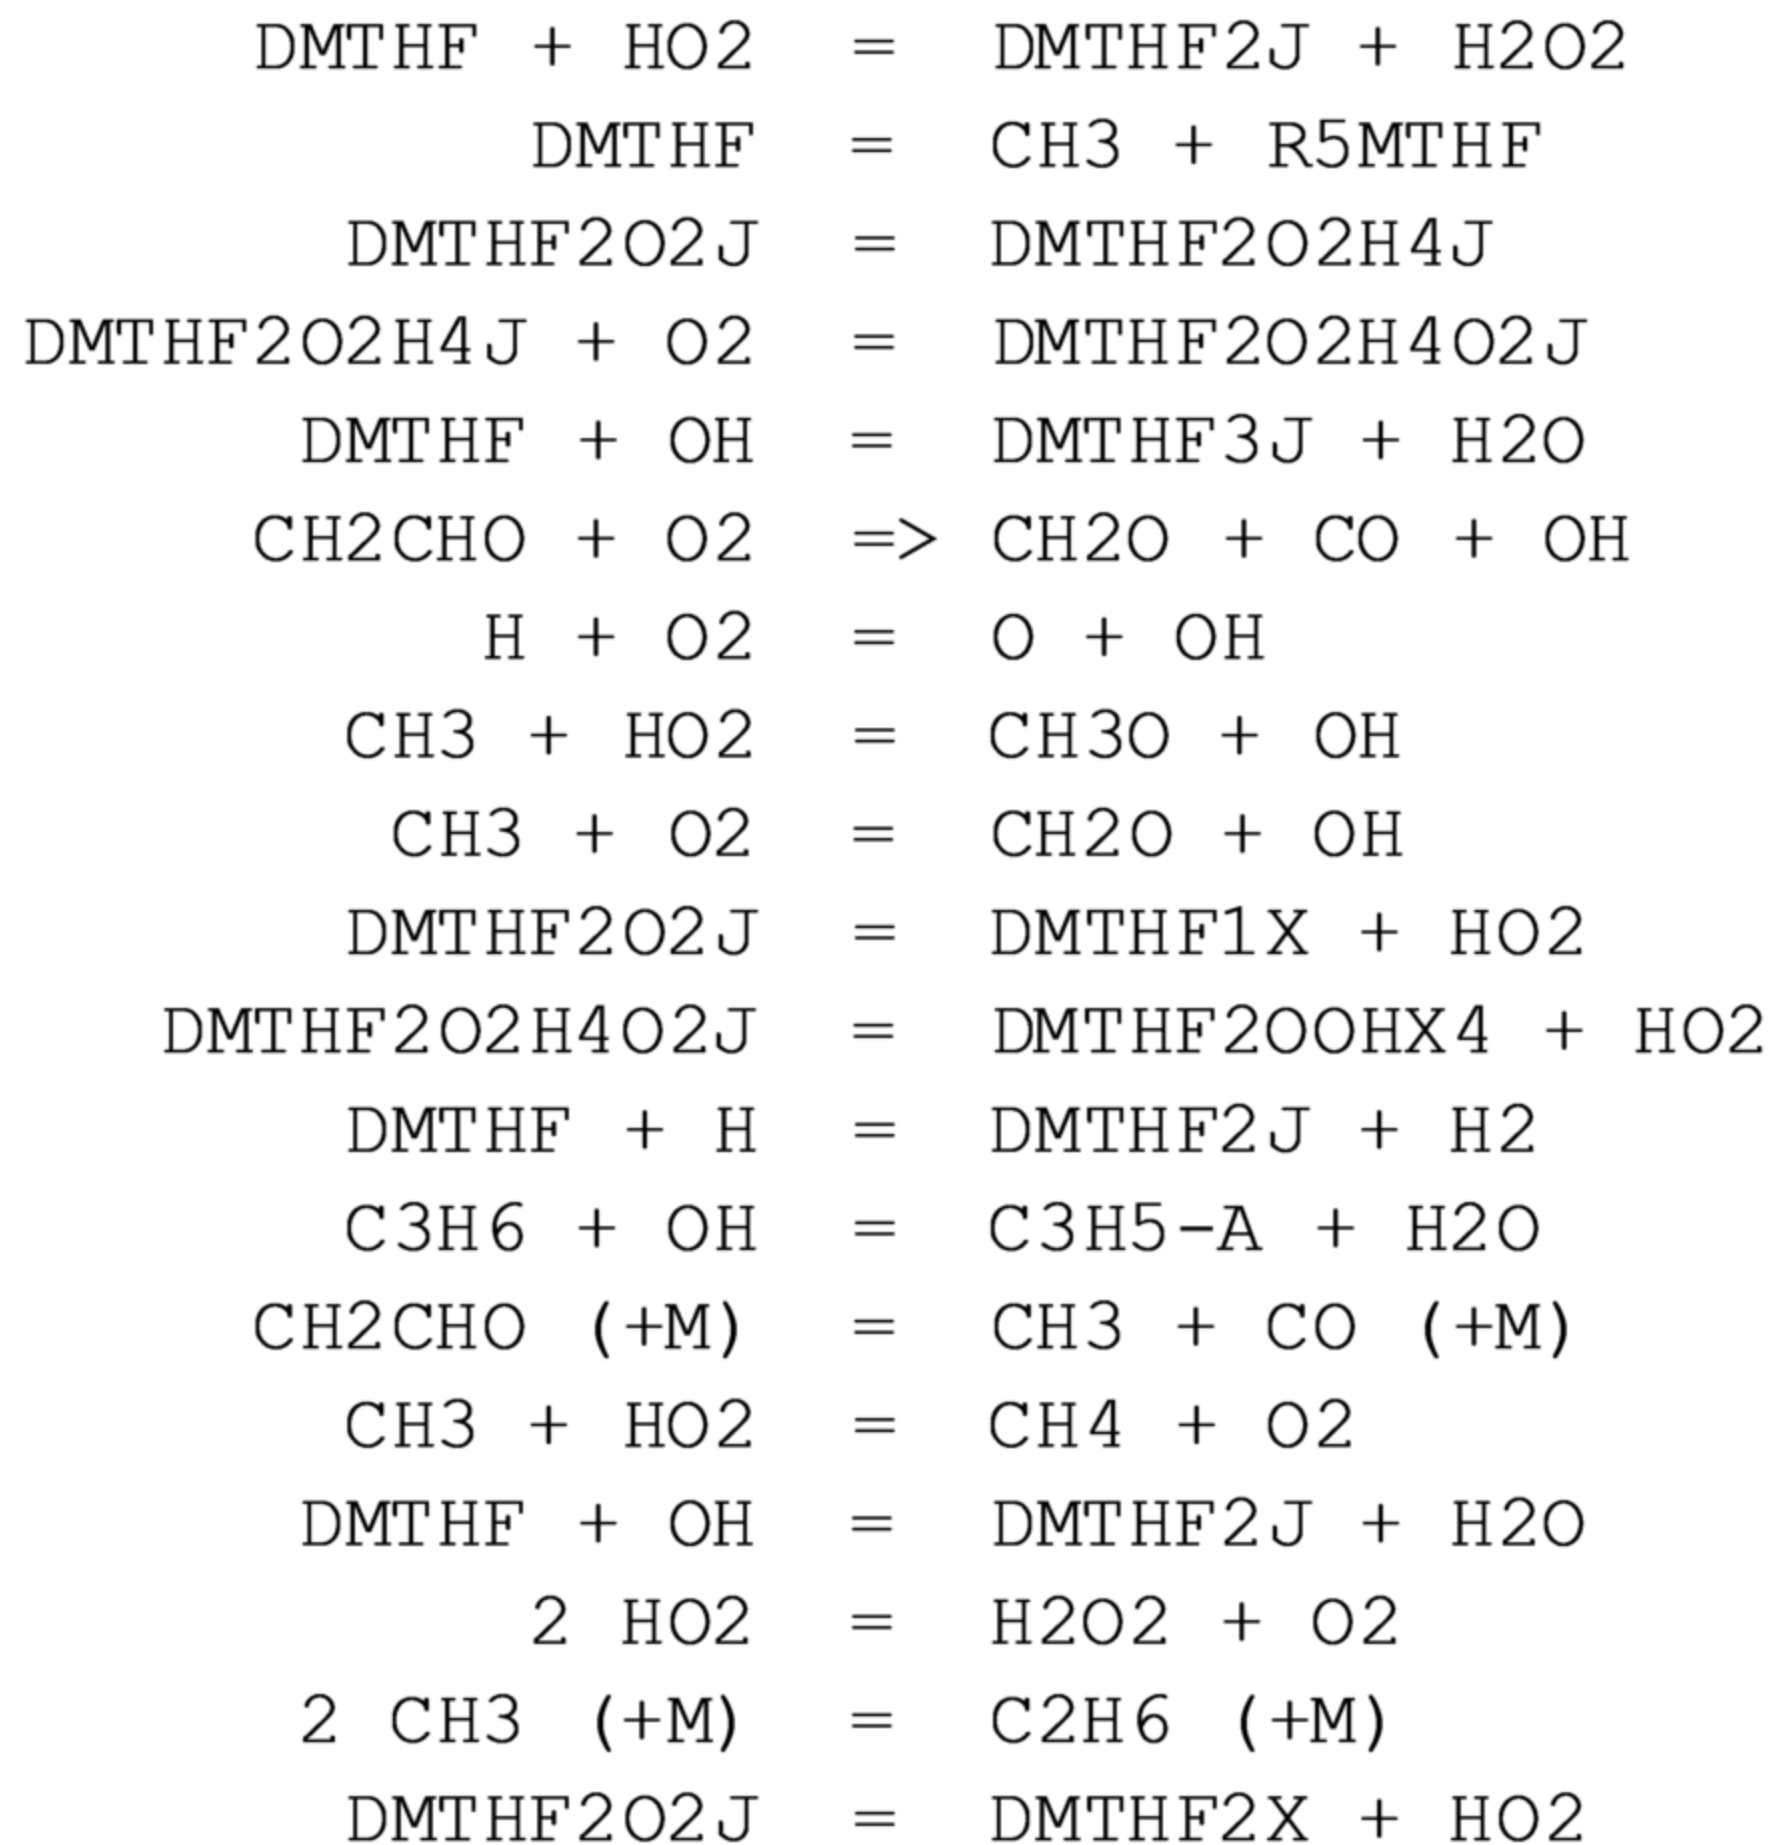 DMTHF + HO2 = DMTHF2J + H2O2
DMTHF = CH3 + R5MTHF
DMTHF2O2J = DMTHF2O2H4J
DMTHF2O2H4J + O2 = DMTHF2O2H4O2J
DMTHF + OH = DMTHF3J + H2O
CH2CHO + O2 => CH2O + CO + OH
H + O2 = O + OH
CH3 + HO2 = CH3O + OH
CH3 + O2 = CH2O + OH
DMTHF2O2J = DMTHF1X + HO2
DMTHF2O2H4O2J = DMTHF2OOHX4 + HO2
DMTHF + H = DMTHF2J + H2
C3H6 + OH = C3H5-A + H2O
CH2CHO (+M) = CH3 + CO (+M)
CH3 + HO2 = CH4 + O2
DMTHF + OH = DMTHF2J + H2O
2 HO2 = H2O2 + O2
2 CH3 (+M) = C2H6 (+M)
DMTHF2O2J = DMTHF2X + HO2